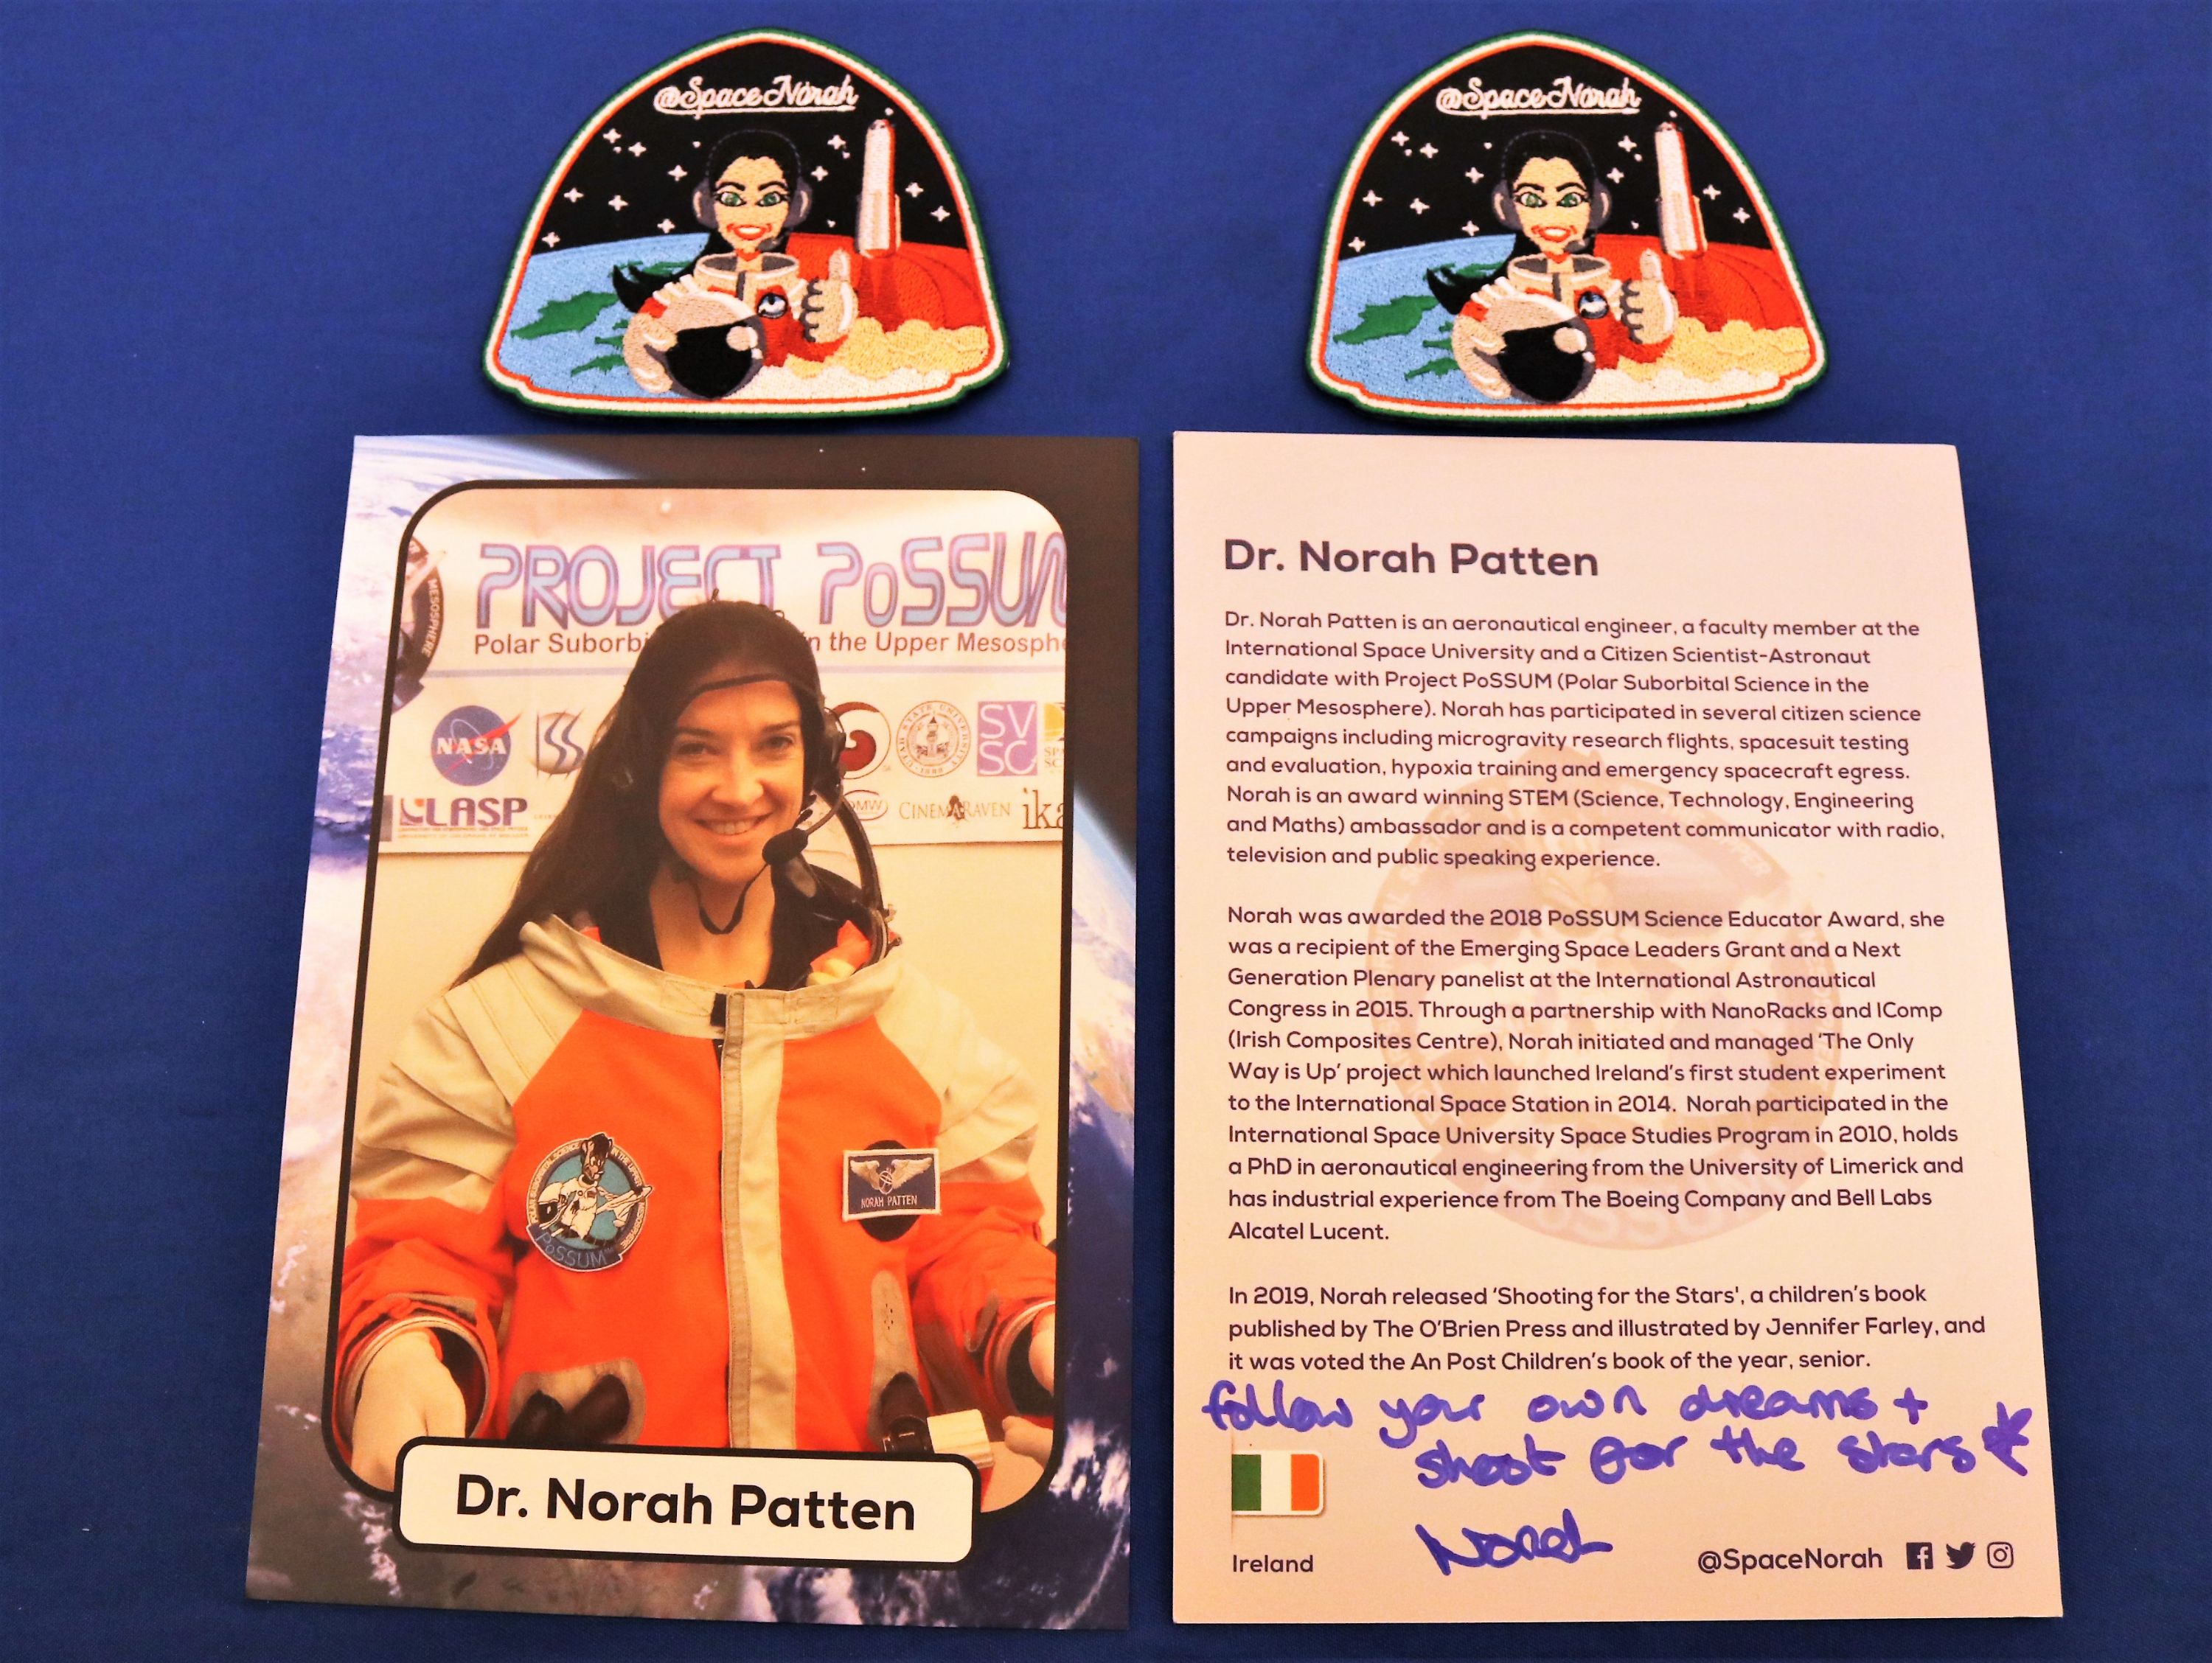 @SpaceNorah
@SpaceNorah
PROJECT PoSSUM
Polar Suborbi
in the Upper Mesosphe
MESOSPHERE
NASA
SV
SC
LASP
CINEMARAVEN
ika
NORAH PATTEN
PoSSUM
Dr. Norah Patten
Dr. Norah Patten
Dr. Norah Patten is an aeronautical engineer, a faculty member at the
International Space University and a Citizen Scientist-Astronaut
candidate with Project PoSSUM (Polar Suborbital Science in the
Upper Mesosphere). Norah has participated in several citizen science
campaigns including microgravity research flights, spacesuit testing
and evaluation, hypoxia training and emergency spacecraft egress.
Norah is an award winning STEM (Science, Technology, Engineering
and Maths) ambassador and is a competent communicator with radio,
television and public speaking experience.
Norah was awarded the 2018 PoSSUM Science Educator Award, she
was a recipient of the Emerging Space Leaders Grant and a Next
Generation Plenary panelist at the International Astronautical
Congress in 2015. Through a partnership with NanoRacks and IComp
(Irish Composites Centre), Norah initiated and managed ‘The Only
Way is Up’ project which launched Ireland’s first student experiment
to the International Space Station in 2014. Norah participated in the
International Space University Space Studies Program in 2010, holds
a PhD in aeronautical engineering from the University of Limerick and
has industrial experience from The Boeing Company and Bell Labs
Alcatel Lucent.
In 2019, Norah released ‘Shooting for the Stars', a children’s book
published by The O’Brien Press and illustrated by Jennifer Farley, and
it was voted the An Post Children’s book of the year, senior.
follow your own dreams +
shoot for the stars
Norah
Ireland
@SpaceNorah